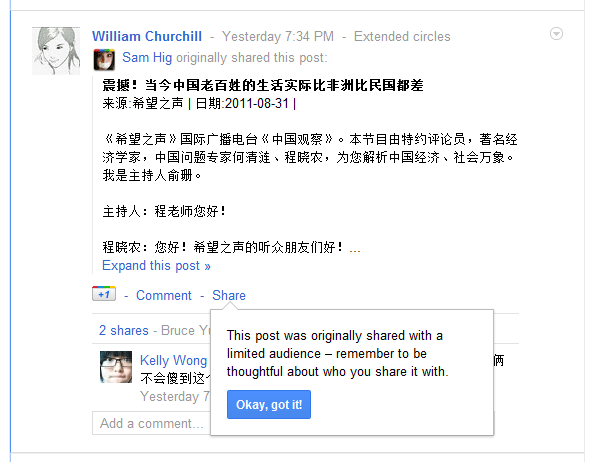 William Churchill - Yesterday 7:34 PM - Extended circles
Sam Hig originally shared this post:
震撼！当今中国老百姓的生活实际比非洲比民国都差
来源:希望之声 | 日期:2011-08-31 |
《希望之声》国际广播电台《中国观察》。本节目由特约评论员，著名经
济学家，中国问题专家何清涟、程晓农，为您解析中国经济、社会万象。
我是主持人俞珊。
主持人：程老师您好！
程晓农：您好！希望之声的听众朋友们好！...
Expand this post »
+1 - Comment - Share
2 shares - Bruce
This post was originally shared with a
limited audience – remember to be
thoughtful about who you share it with.
Okay, got it!
Kelly Wong 俩
不会傻到这
Yesterday 7
Add a comment...